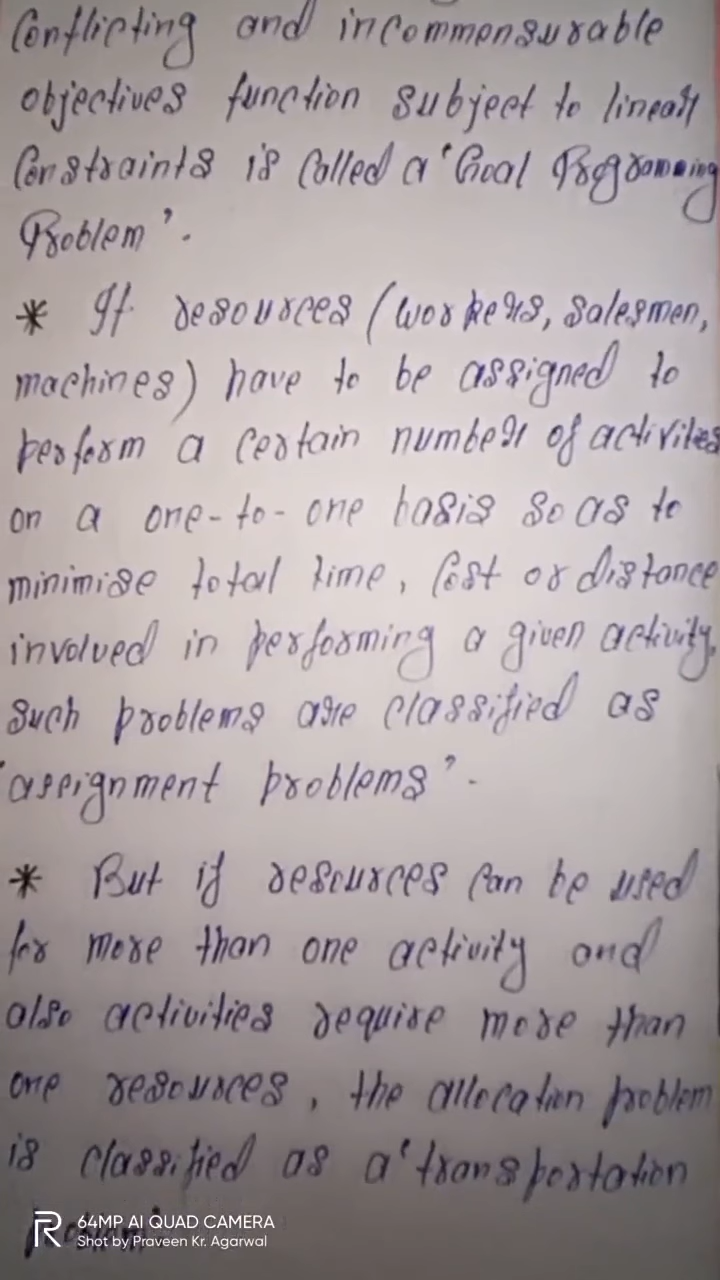 Conflicting and incommensurable
objectives function subject to linear
Constraints is called a 'Goal Programming
Problem'.
* If resources (workers, salesmen,
machines) have to be assigned to
perform a certain number of activites
on a one-to-one basis so as to
minimise total time, Cost or distance
involved in performing a given activity,
Such problems are classified as
'assignment problems'.
* But if resources can be used
for more than one activity and
also activities require more than
one resources, the allocation problem
is classified as a 'transportation
problem'
64MP AI QUAD CAMERA
Shot by Praveen Kr. Agarwal